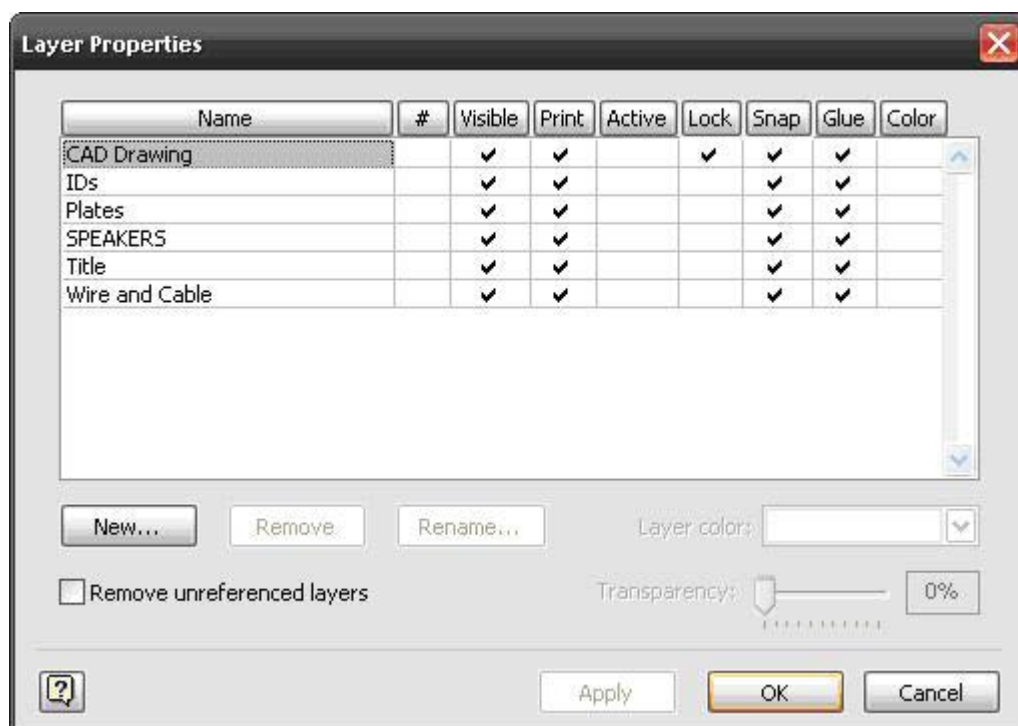 Layer Properties
Name # Visible Print Active Lock Snap Glue Color
CAD Drawing ✔ ✔ ✔ ✔ ✔
IDs ✔ ✔ ✔ ✔
Plates ✔ ✔ ✔ ✔
SPEAKERS ✔ ✔ ✔ ✔
Title ✔ ✔ ✔ ✔
Wire and Cable ✔ ✔ ✔ ✔
New... Remove Rename... Layer color:
Remove unreferenced layers Transparency: 0%
? Apply OK Cancel